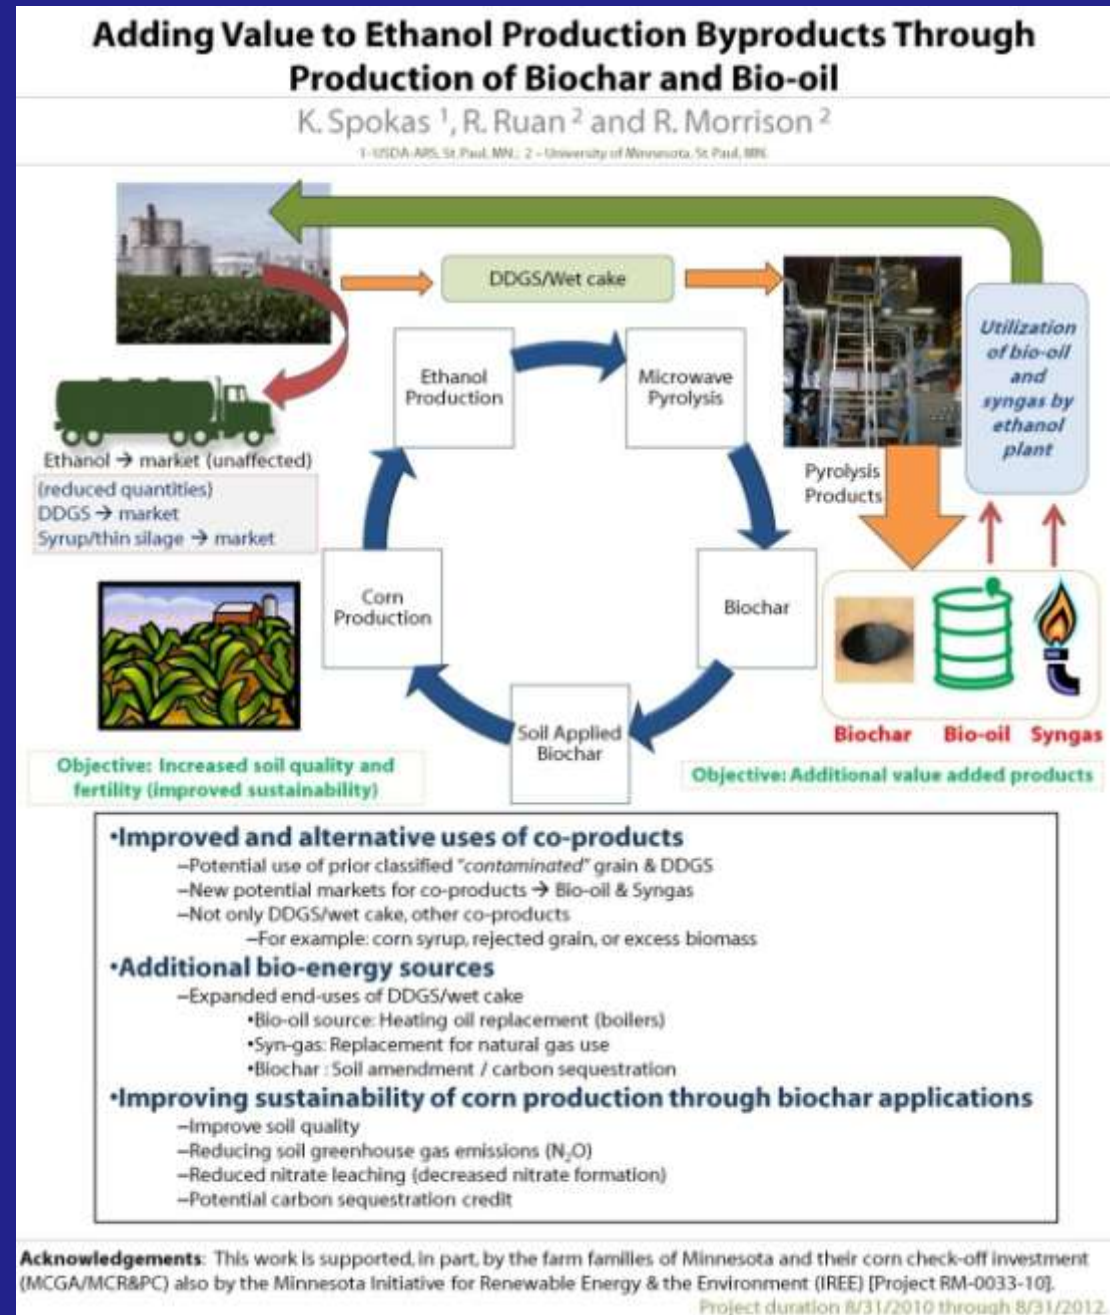 Adding Value to Ethanol Production Byproducts Through
Production of Biochar and Bio-oil
K. Spokas ¹, R. Ruan ² and R. Morrison ²
1-USDA-ARS, St. Paul, MN.; 2 – University of Minnesota, St. Paul, MN.
DDGS/Wet cake
Utilization
of bio-oil
and
syngas by
ethanol
plant
Ethanol
Production
Microwave
Pyrolysis
Ethanol → market (unaffected)
(reduced quantities)
DDGS → market
Syrup/thin silage → market
Pyrolysis
Products
Corn
Production
Biochar
Soil Applied
Biochar
Biochar
Bio-oil
Syngas
Objective: Increased soil quality and
fertility (improved sustainability)
Objective: Additional value added products
•Improved and alternative uses of co-products
–Potential use of prior classified "contaminated" grain & DDGS
–New potential markets for co-products → Bio-oil & Syngas
–Not only DDGS/wet cake, other co-products
–For example: corn syrup, rejected grain, or excess biomass
•Additional bio-energy sources
–Expanded end-uses of DDGS/wet cake
•Bio-oil source: Heating oil replacement (boilers)
•Syn-gas: Replacement for natural gas use
•Biochar : Soil amendment / carbon sequestration
•Improving sustainability of corn production through biochar applications
–Improve soil quality
–Reducing soil greenhouse gas emissions (N₂O)
–Reduced nitrate leaching (decreased nitrate formation)
–Potential carbon sequestration credit
Acknowledgements: This work is supported, in part, by the farm families of Minnesota and their corn check-off investment
(MCGA/MCR&PC) also by the Minnesota Initiative for Renewable Energy & the Environment (IREE) [Project RM-0033-10].
Project duration 8/31/2010 through 8/31/2012